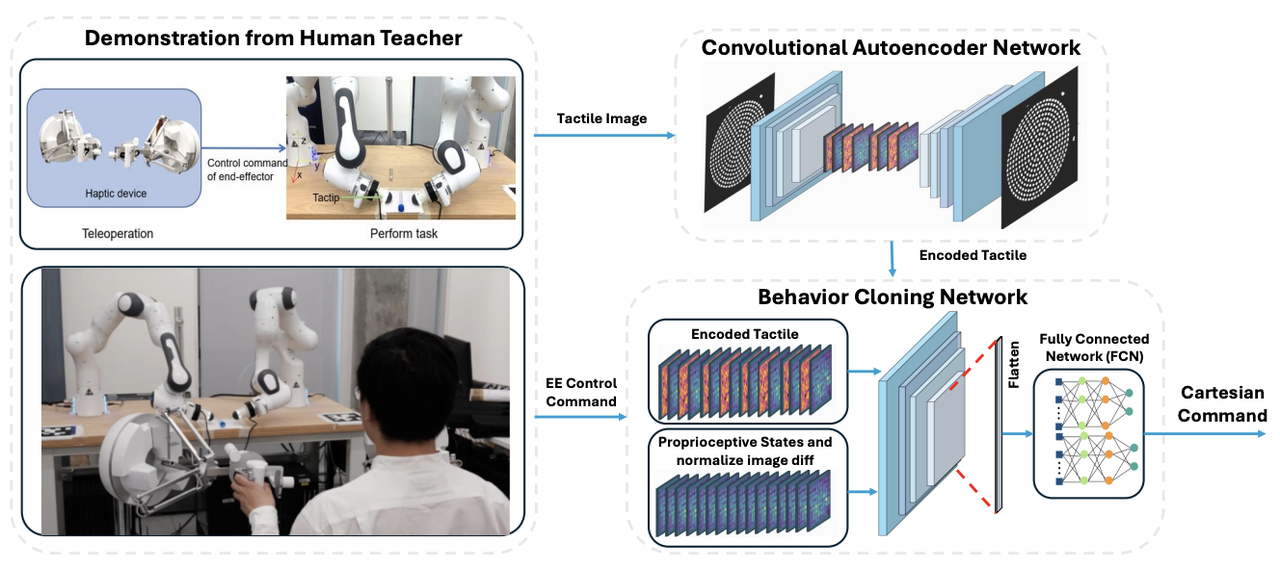 Demonstration from Human Teacher
Haptic device
Control command
of end-effector
z
y
x
Tactip
Teleoperation
Perform task
Tactile Image
EE Control
Command
Convolutional Autoencoder Network
Encoded Tactile
Behavior Cloning Network
Encoded Tactile
Proprioceptive States and
normalize image diff
Flatten
Fully Connected
Network (FCN)
Cartesian
Command